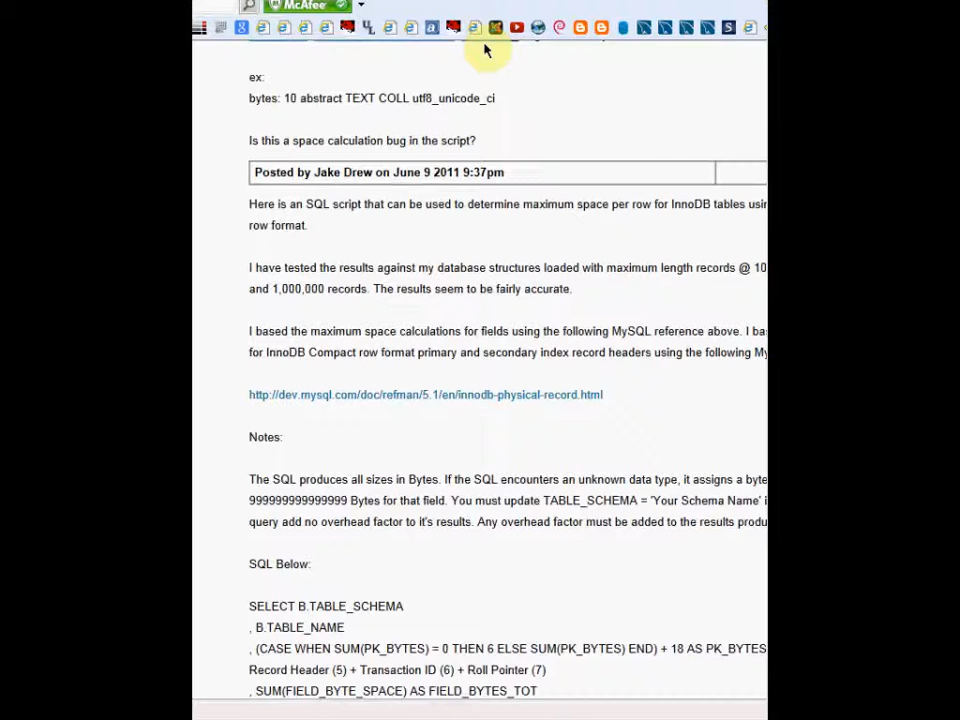 McAfee
ex:
bytes: 10 abstract TEXT COLL utf8_unicode_ci
Is this a space calculation bug in the script?
Posted by Jake Drew on June 9 2011 9:37pm
Here is an SQL script that can be used to determine maximum space per row for InnoDB tables usin
row format.
I have tested the results against my database structures loaded with maximum length records @ 10
and 1,000,000 records. The results seem to be fairly accurate.
I based the maximum space calculations for fields using the following MySQL reference above. I ba
for InnoDB Compact row format primary and secondary index record headers using the following My
http://dev.mysql.com/doc/refman/5.1/en/innodb-physical-record.html
Notes:
The SQL produces all sizes in Bytes. If the SQL encounters an unknown data type, it assigns a byte
999999999999999 Bytes for that field. You must update TABLE_SCHEMA = 'Your Schema Name' i
query add no overhead factor to it's results. Any overhead factor must be added to the results produ
SQL Below:
SELECT B.TABLE_SCHEMA
, B.TABLE_NAME
, (CASE WHEN SUM(PK_BYTES) = 0 THEN 6 ELSE SUM(PK_BYTES) END) + 18 AS PK_BYTES
Record Header (5) + Transaction ID (6) + Roll Pointer (7)
, SUM(FIELD_BYTE_SPACE) AS FIELD_BYTES_TOT